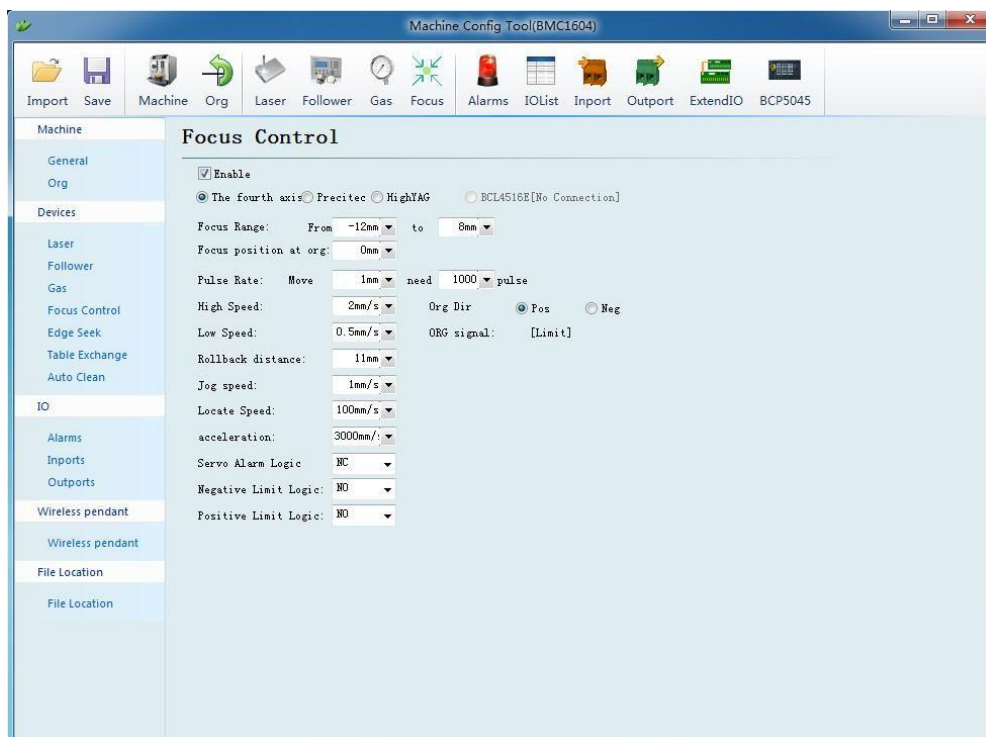 Machine Config Tool(BMC1604)
Import Save Machine Org Laser Follower Gas Focus Alarms IOList Inport Outport ExtendIO BCP5045
Machine
General
Org
Devices
Laser
Follower
Gas
Focus Control
Edge Seek
Table Exchange
Auto Clean
IO
Alarms
Inports
Outports
Wireless pendant
Wireless pendant
File Location
File Location
Focus Control
Enable
The fourth axis Precitec HighYAG BCL4516E[No Connection]
Focus Range: From -12mm to 8mm
Focus position at org: 0mm
Pulse Rate: Move 1mm need 1000 pulse
High Speed: 2mm/s Org Dir Pos Neg
Low Speed: 0.5mm/s ORG signal: [Limit]
Rollback distance: 11mm
Jog speed: 1mm/s
Locate Speed: 100mm/s
acceleration: 3000mm/:
Servo Alarm Logic NC
Negative Limit Logic: NO
Positive Limit Logic: NO